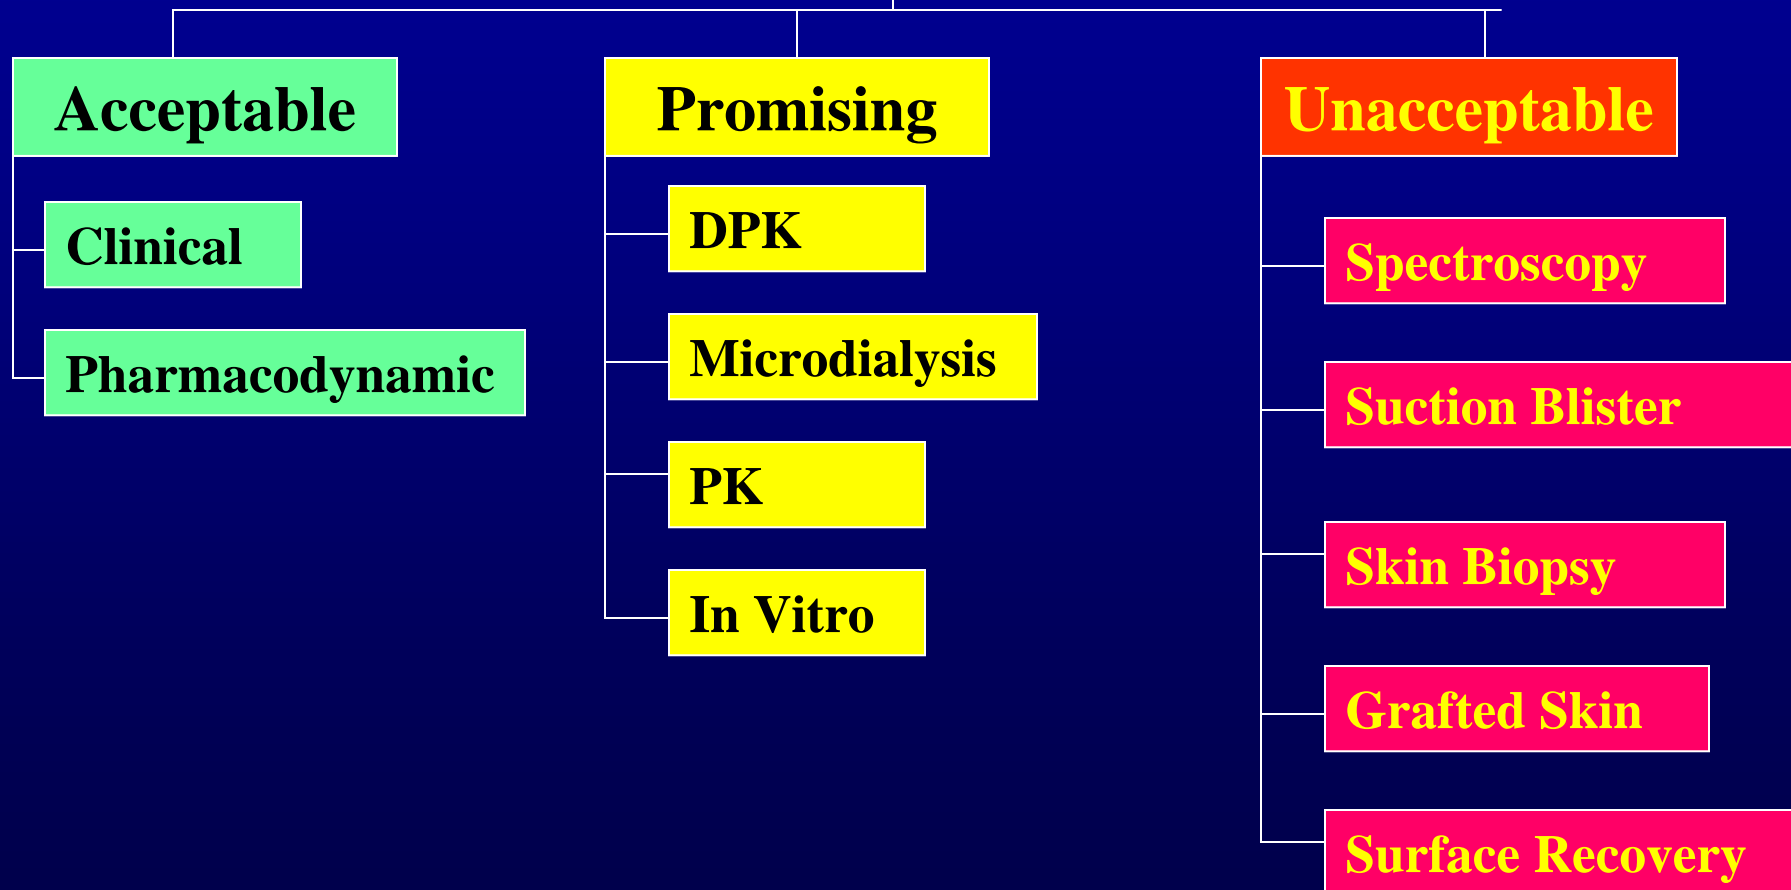 Acceptable
Clinical
Pharmacodynamic
Promising
DPK
Microdialysis
PK
In Vitro
Unacceptable
Spectroscopy
Suction Blister
Skin Biopsy
Grafted Skin
Surface Recovery